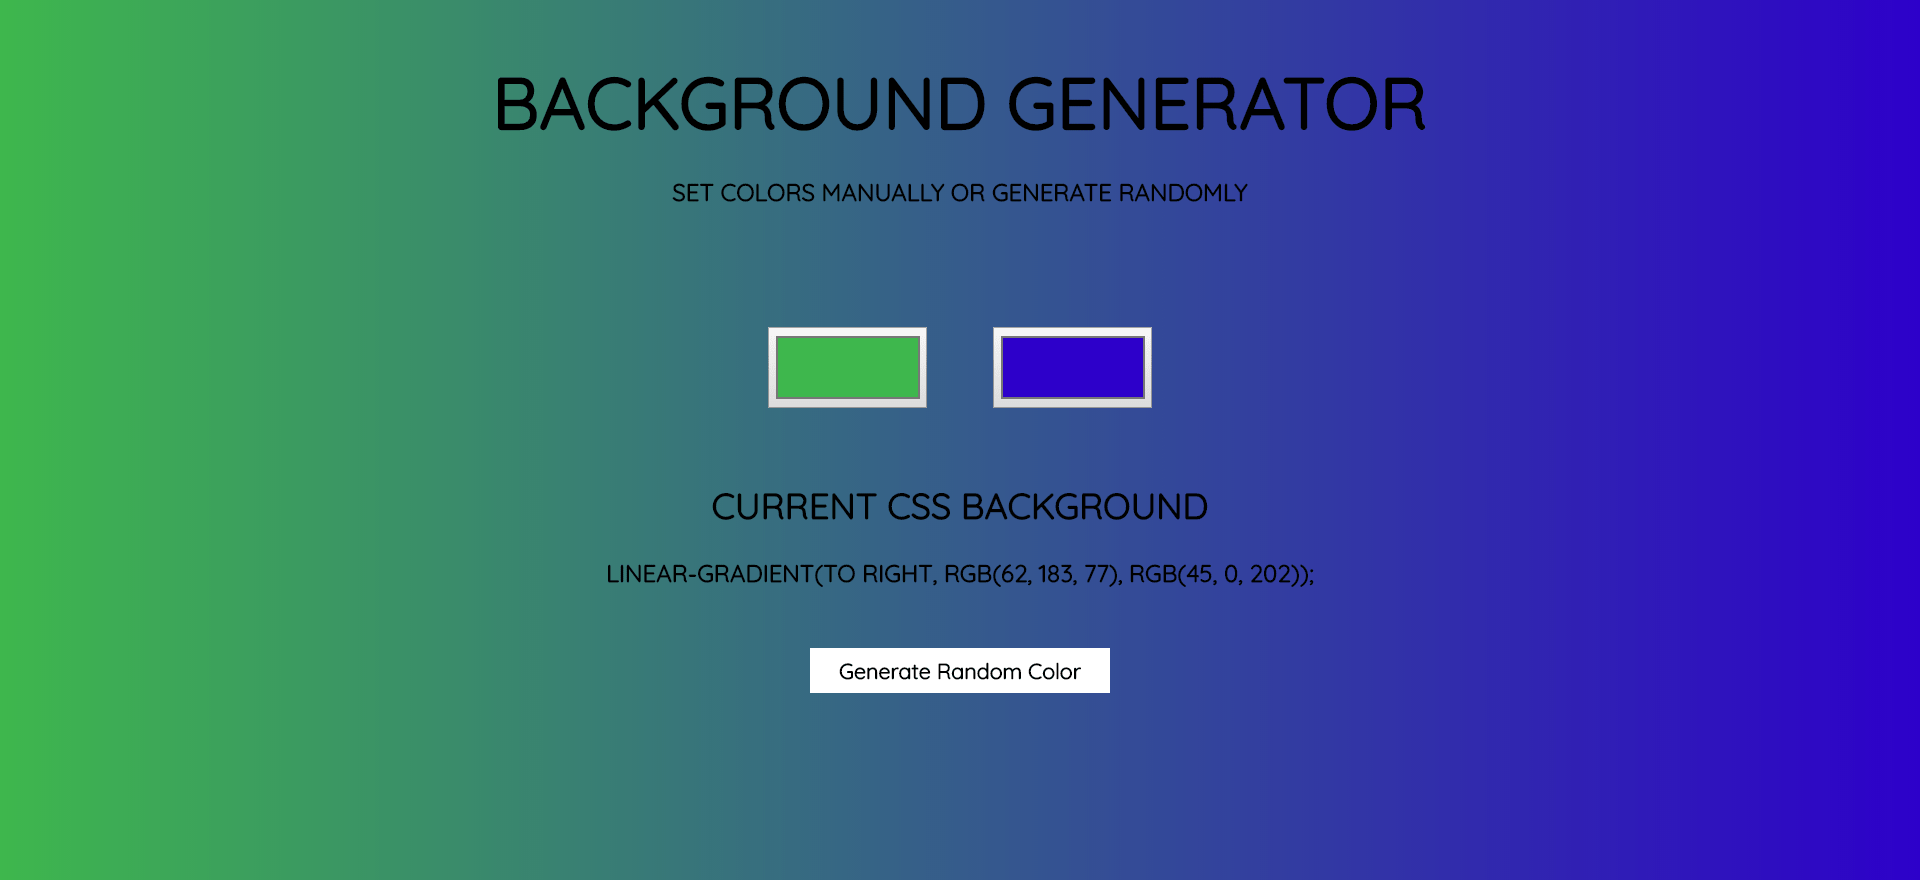 BACKGROUND GENERATOR
SET COLORS MANUALLY OR GENERATE RANDOMLY
CURRENT CSS BACKGROUND
LINEAR-GRADIENT(TO RIGHT, RGB(62, 183, 77), RGB(45, 0, 202));
Generate Random Color